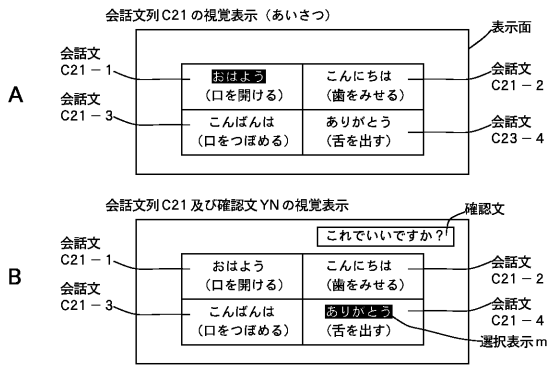 会話文列C21の視覚表示（あいさつ）
表示面
A
会話文
C21－1
おはよう
（口を開ける）
こんにちは
（歯をみせる）
会話文
C21－2
会話文
C21－3
こんばんは
（口をつぼめる）
ありがとう
（舌を出す）
会話文
C23－4
会話文列C21及び確認文YNの視覚表示
確認文
これでいいですか？
B
会話文
C21－1
おはよう
（口を開ける）
こんにちは
（歯をみせる）
会話文
C21－2
会話文
C21－3
こんばんは
（口をつぼめる）
ありがとう
（舌を出す）
会話文
C21－4
選択表示m